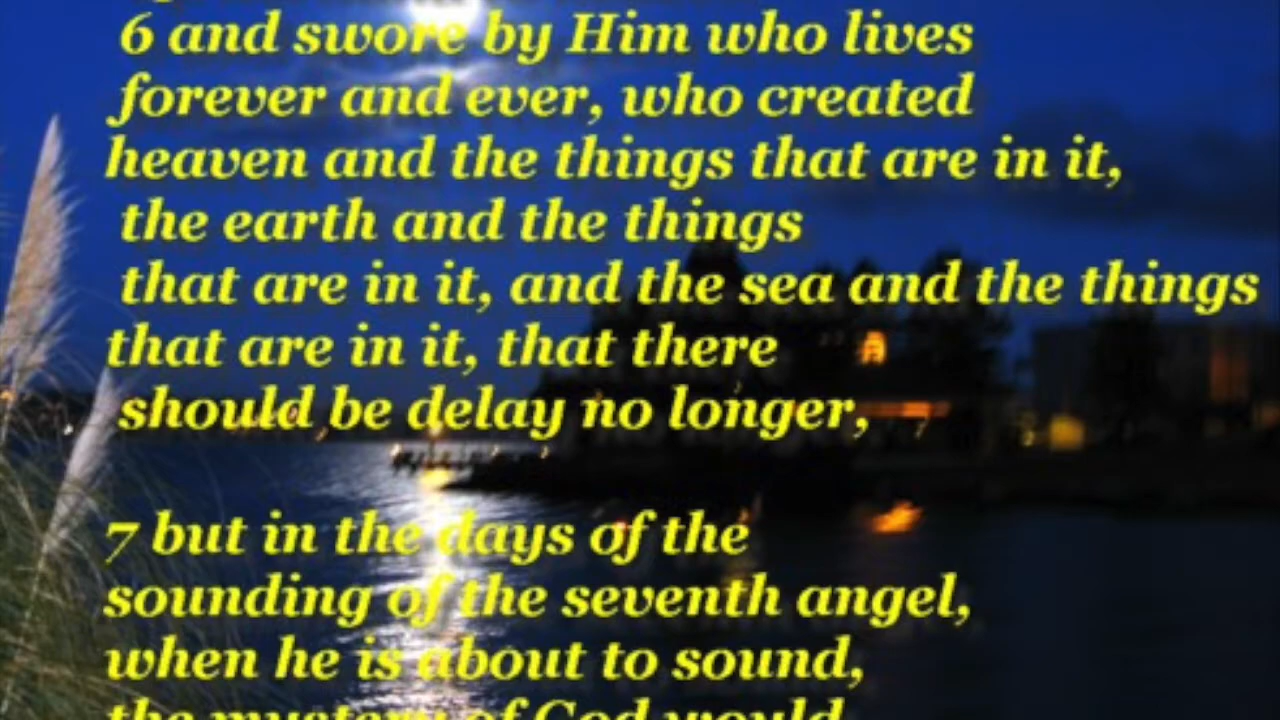 6 and swore by Him who lives
forever and ever, who created
heaven and the things that are in it,
the earth and the things
that are in it, and the sea and the things
that are in it, that there
should be delay no longer,
7 but in the days of the
sounding of the seventh angel,
when he is about to sound,
the mystery of God would